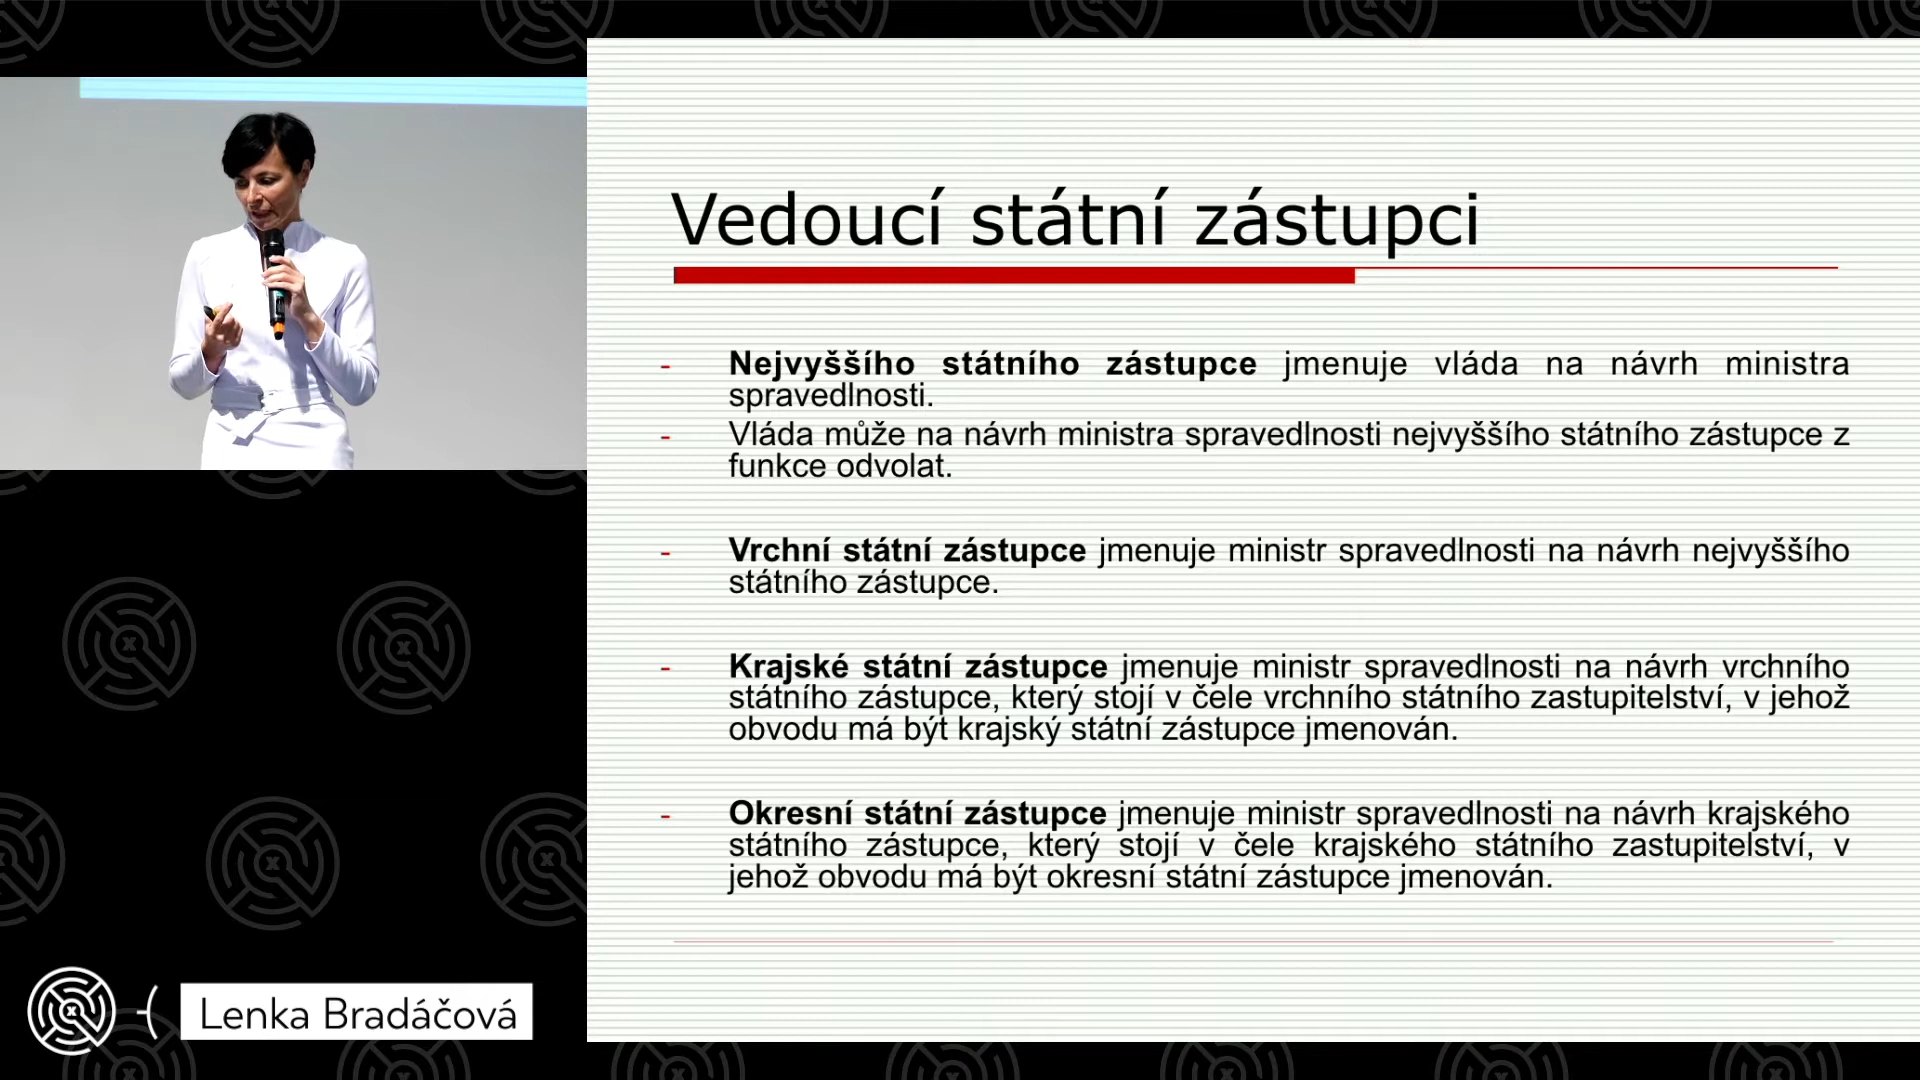 Vedoucí státní zástupci
- Nejvyššího státního zástupce jmenuje vláda na návrh ministra
spravedlnosti.
- Vláda může na návrh ministra spravedlnosti nejvyššího státního zástupce z
funkce odvolat.
- Vrchní státní zástupce jmenuje ministr spravedlnosti na návrh nejvyššího
státního zástupce.
- Krajské státní zástupce jmenuje ministr spravedlnosti na návrh vrchního
státního zástupce, který stojí v čele vrchního státního zastupitelství, v jehož
obvodu má být krajský státní zástupce jmenován.
- Okresní státní zástupce jmenuje ministr spravedlnosti na návrh krajského
státního zástupce, který stojí v čele krajského státního zastupitelství, v
jehož obvodu má být okresní státní zástupce jmenován.
Lenka Bradáčová